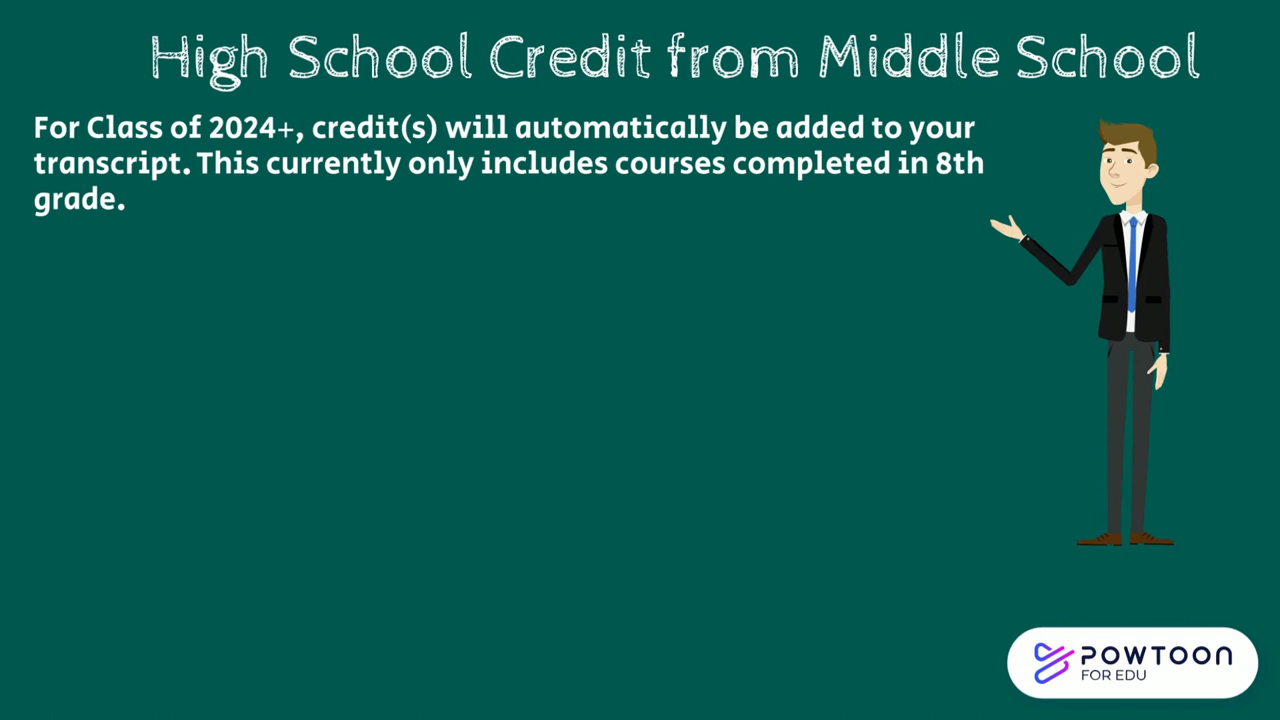 High School Credit from Middle School
For Class of 2024+, credit(s) will automatically be added to your
transcript. This currently only includes courses completed in 8th
grade.
POWTOON
FOR EDU